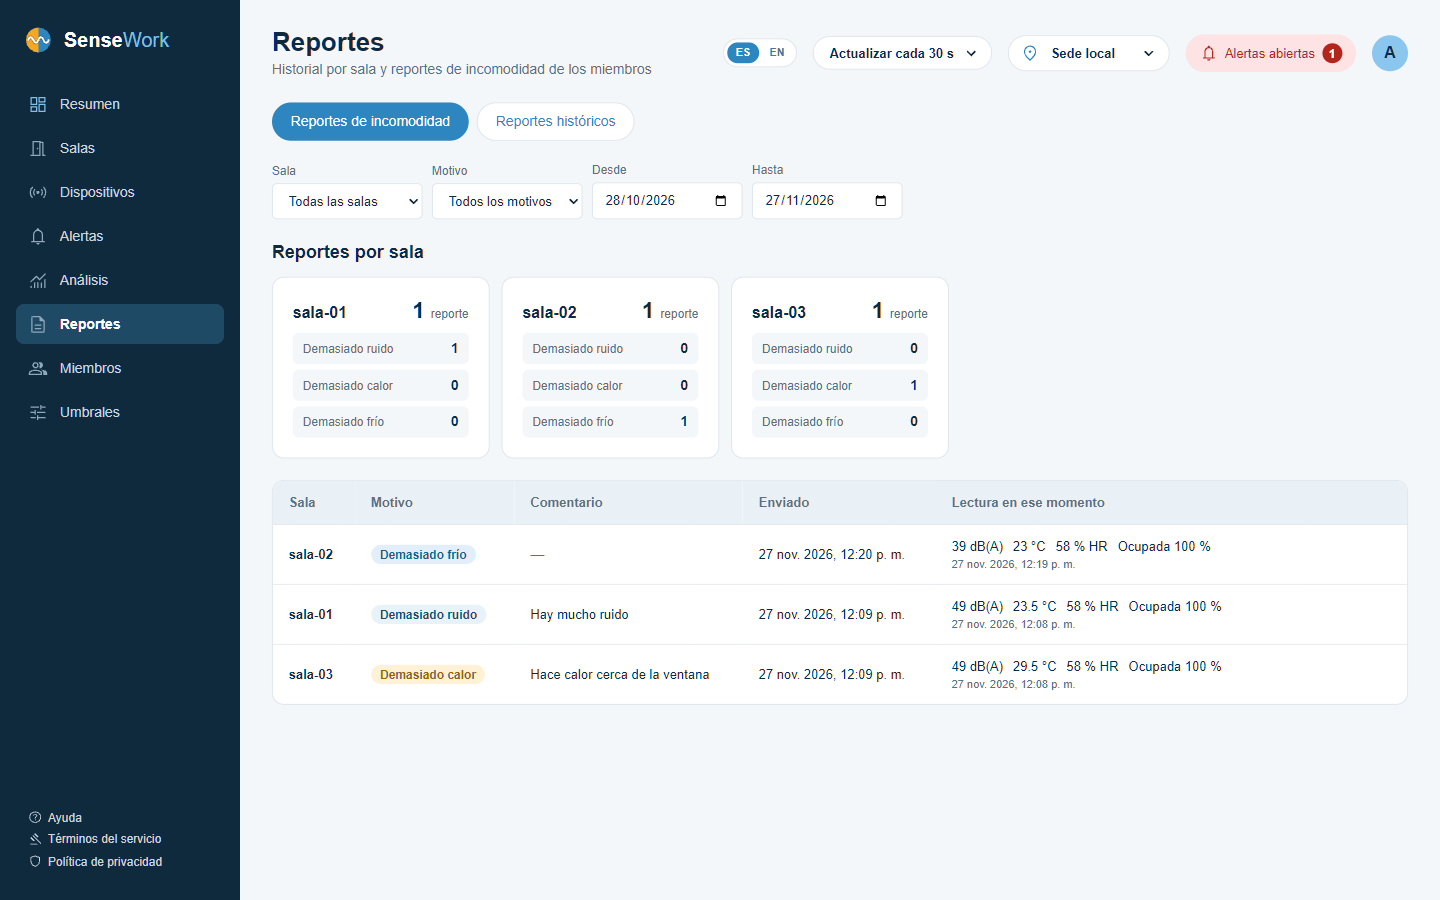 SenseWork
Resumen
Salas
Dispositivos
Alertas
Análisis
Reportes
Miembros
Umbrales
Ayuda
Términos del servicio
Política de privacidad
Reportes
Historial por sala y reportes de incomodidad de los miembros
ES EN
Actualizar cada 30 s
Sede local
Alertas abiertas 1
A
Reportes de incomodidad
Reportes históricos
Sala Motivo Desde Hasta
Todas las salas Todos los motivos 28/10/2026 27/11/2026
Reportes por sala
sala-01 1 reporte
Demasiado ruido 1
Demasiado calor 0
Demasiado frío 0
sala-02 1 reporte
Demasiado ruido 0
Demasiado calor 0
Demasiado frío 1
sala-03 1 reporte
Demasiado ruido 0
Demasiado calor 1
Demasiado frío 0
Sala Motivo Comentario Enviado Lectura en ese momento
sala-02 Demasiado frío — 27 nov. 2026, 12:20 p. m. 39 dB(A) 23 °C 58 % HR Ocupada 100 %
27 nov. 2026, 12:19 p. m.
sala-01 Demasiado ruido Hay mucho ruido 27 nov. 2026, 12:09 p. m. 49 dB(A) 23.5 °C 58 % HR Ocupada 100 %
27 nov. 2026, 12:08 p. m.
sala-03 Demasiado calor Hace calor cerca de la ventana 27 nov. 2026, 12:09 p. m. 49 dB(A) 29.5 °C 58 % HR Ocupada 100 %
27 nov. 2026, 12:08 p. m.